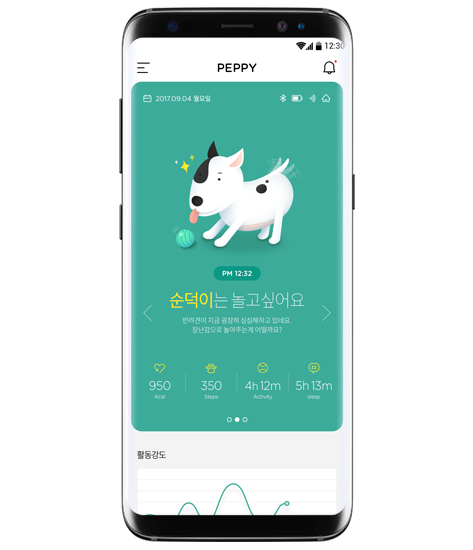 12:30
PEPPY
2017.09.04 월요일
PM 12:32
순덕이는 놀고싶어요
반려견이 지금 굉장히 심심해하고 있네요.
장난감으로 놀아주는게 어떨까요?
950 350 4h 12m 5h 13m
Kcal Steps Activity sleep
활동강도